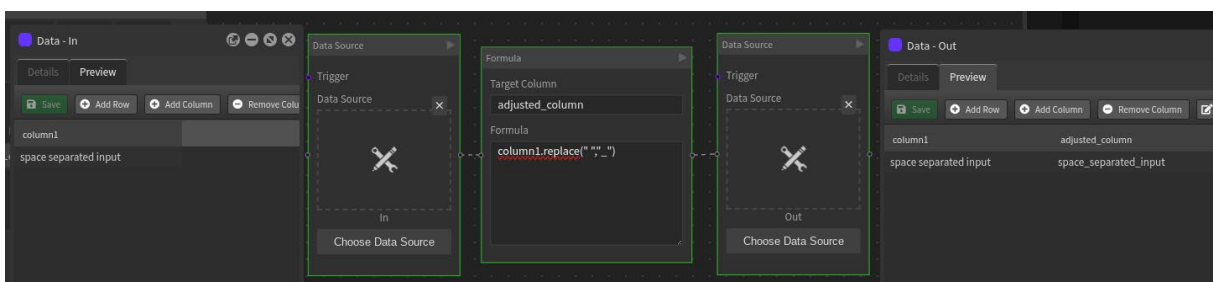 Data - In
Details Preview
Save Add Row Add Column Remove Colu
column1
space separated input
Data Source
Trigger
Data Source
In
Choose Data Source
Formula
Target Column
adjusted_column
Formula
column1.replace(" ","_")
Data Source
Trigger
Data Source
Out
Choose Data Source
Data - Out
Details Preview
Save Add Row Add Column Remove Column
column1 adjusted_column
space separated input space_separated_input